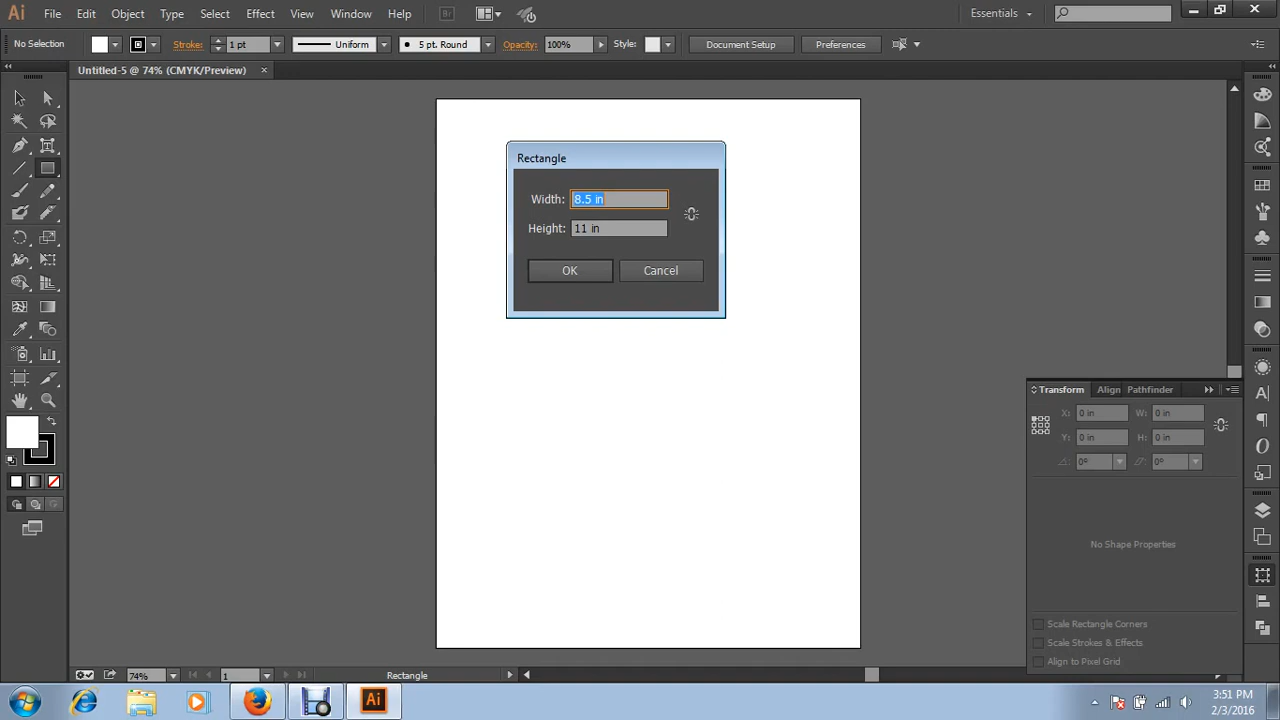 Ai File Edit Object Type Select Effect View Window Help Br Essentials
No Selection Stroke: 1 pt Uniform 5 pt. Round Opacity: 100% Style: Document Setup Preferences
Untitled-5 @ 74% (CMYK/Preview) ×
Rectangle
Width: 8.5 in
Height: 11 in
OK Cancel
Transform Align Pathfinder
X: 0 in W: 0 in
Y: 0 in H: 0 in
0° 0°
No Shape Properties
Scale Rectangle Corners
Scale Strokes & Effects
Align to Pixel Grid
74% 1 Rectangle
Ai
3:51 PM
2/3/2016